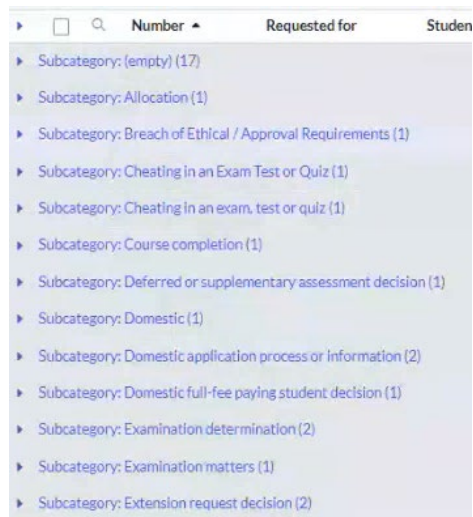 Number Requested for Studen
Subcategory: (empty) (17)
Subcategory: Allocation (1)
Subcategory: Breach of Ethical / Approval Requirements (1)
Subcategory: Cheating in an Exam Test or Quiz (1)
Subcategory: Cheating in an exam, test or quiz (1)
Subcategory: Course completion (1)
Subcategory: Deferred or supplementary assessment decision (1)
Subcategory: Domestic (1)
Subcategory: Domestic application process or information (2)
Subcategory: Domestic full-fee paying student decision (1)
Subcategory: Examination determination (2)
Subcategory: Examination matters (1)
Subcategory: Extension request decision (2)